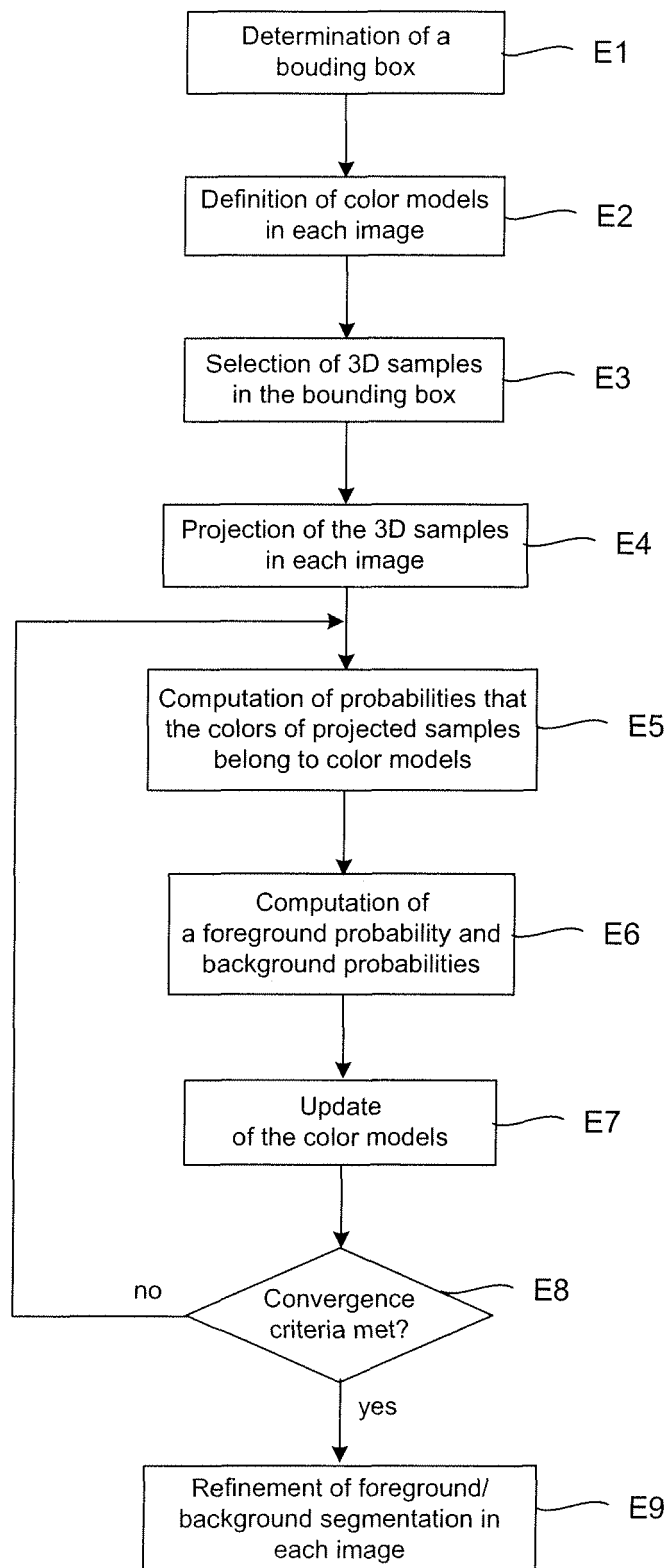 Determination of a
bouding box
E1
Definition of color models
in each image
E2
Selection of 3D samples
in the bounding box
E3
Projection of the 3D samples
in each image
E4
Computation of probabilities that
the colors of projected samples
belong to color models
E5
Computation of
a foreground probability and
background probabilities
E6
Update
of the color models
E7
Convergence
criteria met?
E8
no
yes
Refinement of foreground/
background segmentation in
each image
E9